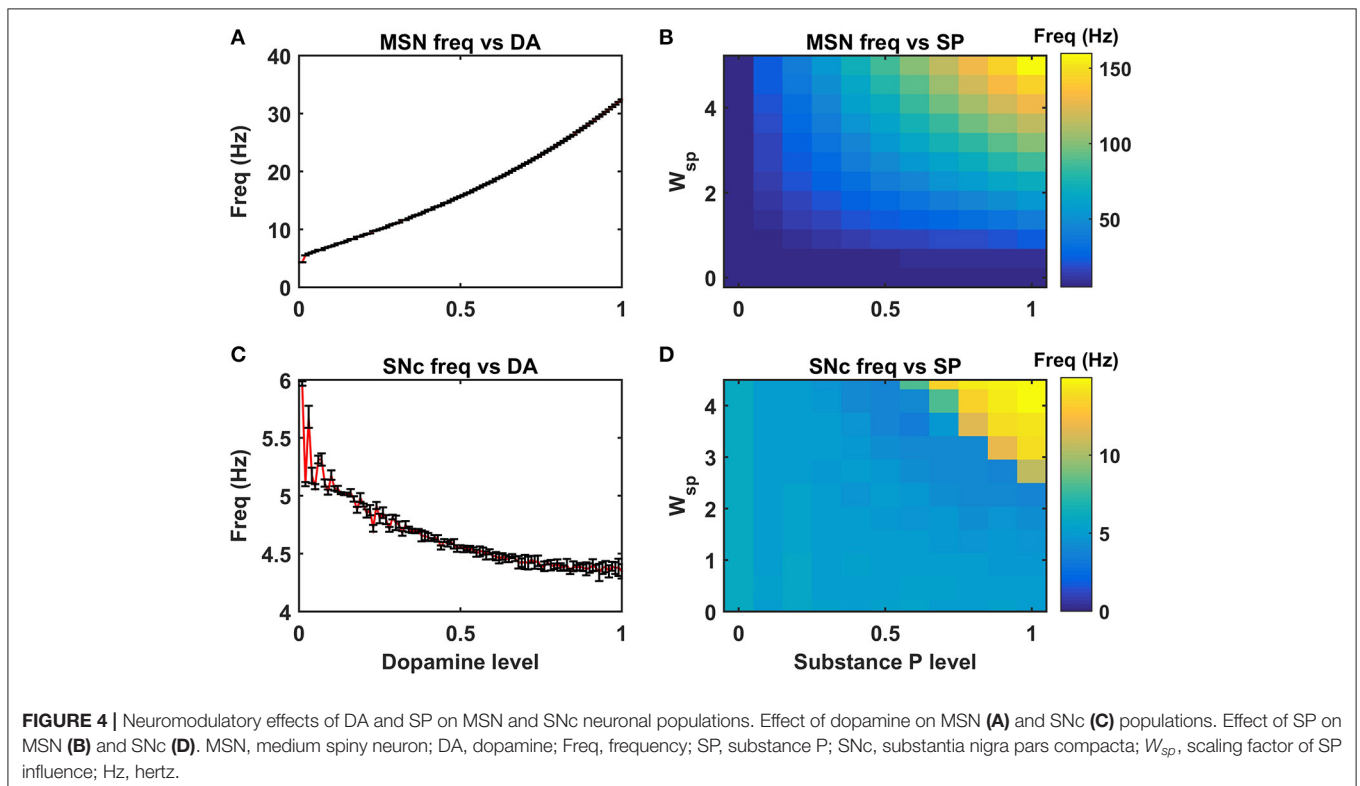 A
MSN freq vs DA
Freq (Hz)
40
30
20
10
0
0
0.5
1
B
MSN freq vs SP
Freq (Hz)
W_sp
4
2
0
0
0.5
1
150
100
50
C
SNc freq vs DA
Freq (Hz)
6
5.5
5
4.5
4
0
0.5
1
Dopamine level
D
SNc freq vs SP
Freq (Hz)
W_sp
4
3
2
1
0
0
0.5
1
Substance P level
10
5
0
FIGURE 4 | Neuromodulatory effects of DA and SP on MSN and SNc neuronal populations. Effect of dopamine on MSN (A) and SNc (C) populations. Effect of SP on
MSN (B) and SNc (D). MSN, medium spiny neuron; DA, dopamine; Freq, frequency; SP, substance P; SNc, substantia nigra pars compacta; W_sp, scaling factor of SP
influence; Hz, hertz.